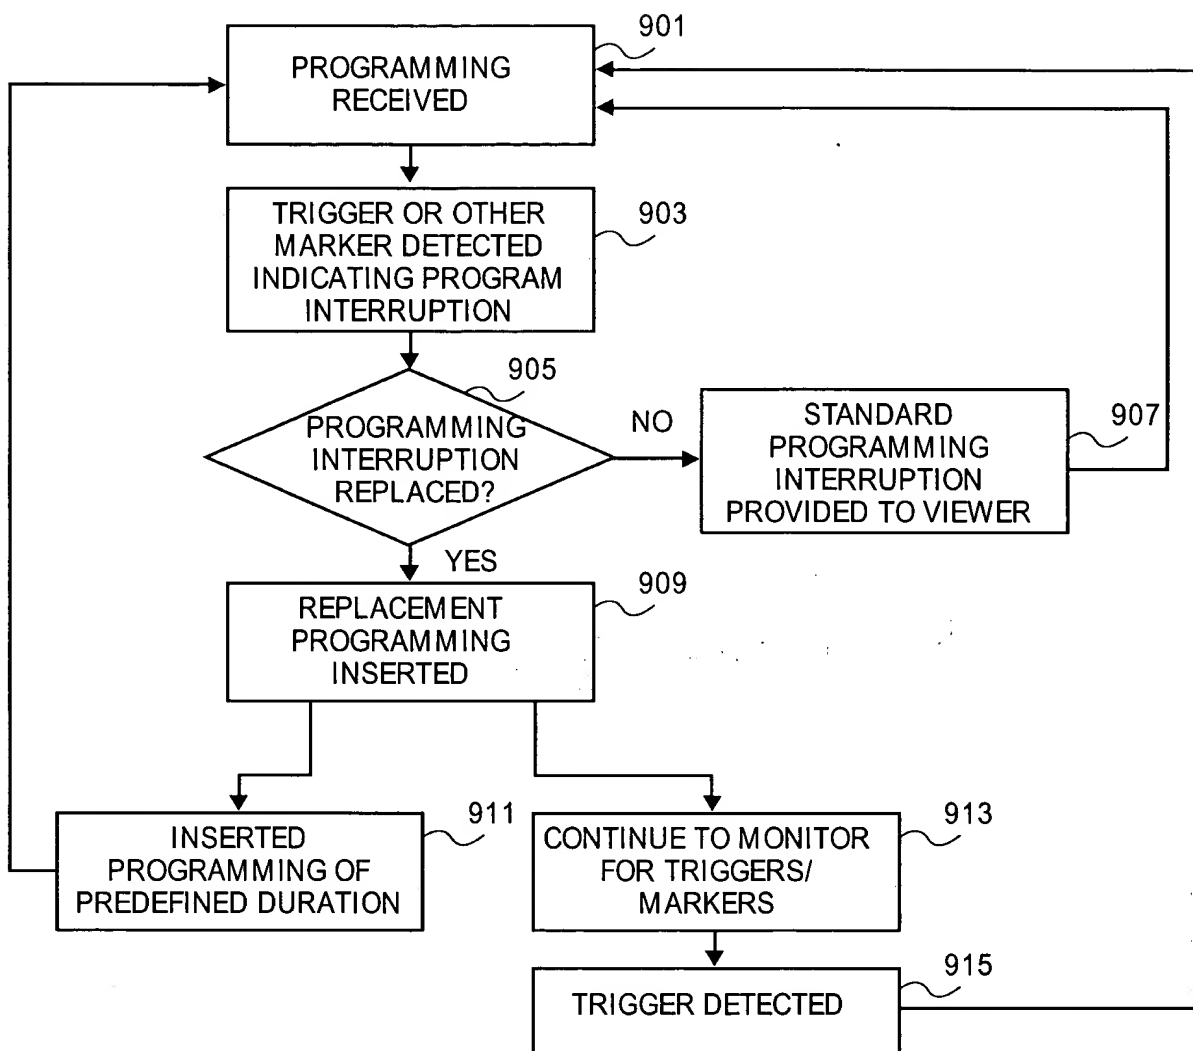 901
PROGRAMMING
RECEIVED
TRIGGER OR OTHER
MARKER DETECTED
INDICATING PROGRAM
INTERRUPTION
903
905
PROGRAMMING
INTERRUPTION
REPLACED?
NO
STANDARD
PROGRAMMING
INTERRUPTION
PROVIDED TO VIEWER
907
YES
REPLACEMENT
PROGRAMMING
INSERTED
909
INSERTED
PROGRAMMING OF
PREDEFINED DURATION
911
CONTINUE TO MONITOR
FOR TRIGGERS/
MARKERS
913
TRIGGER DETECTED
915